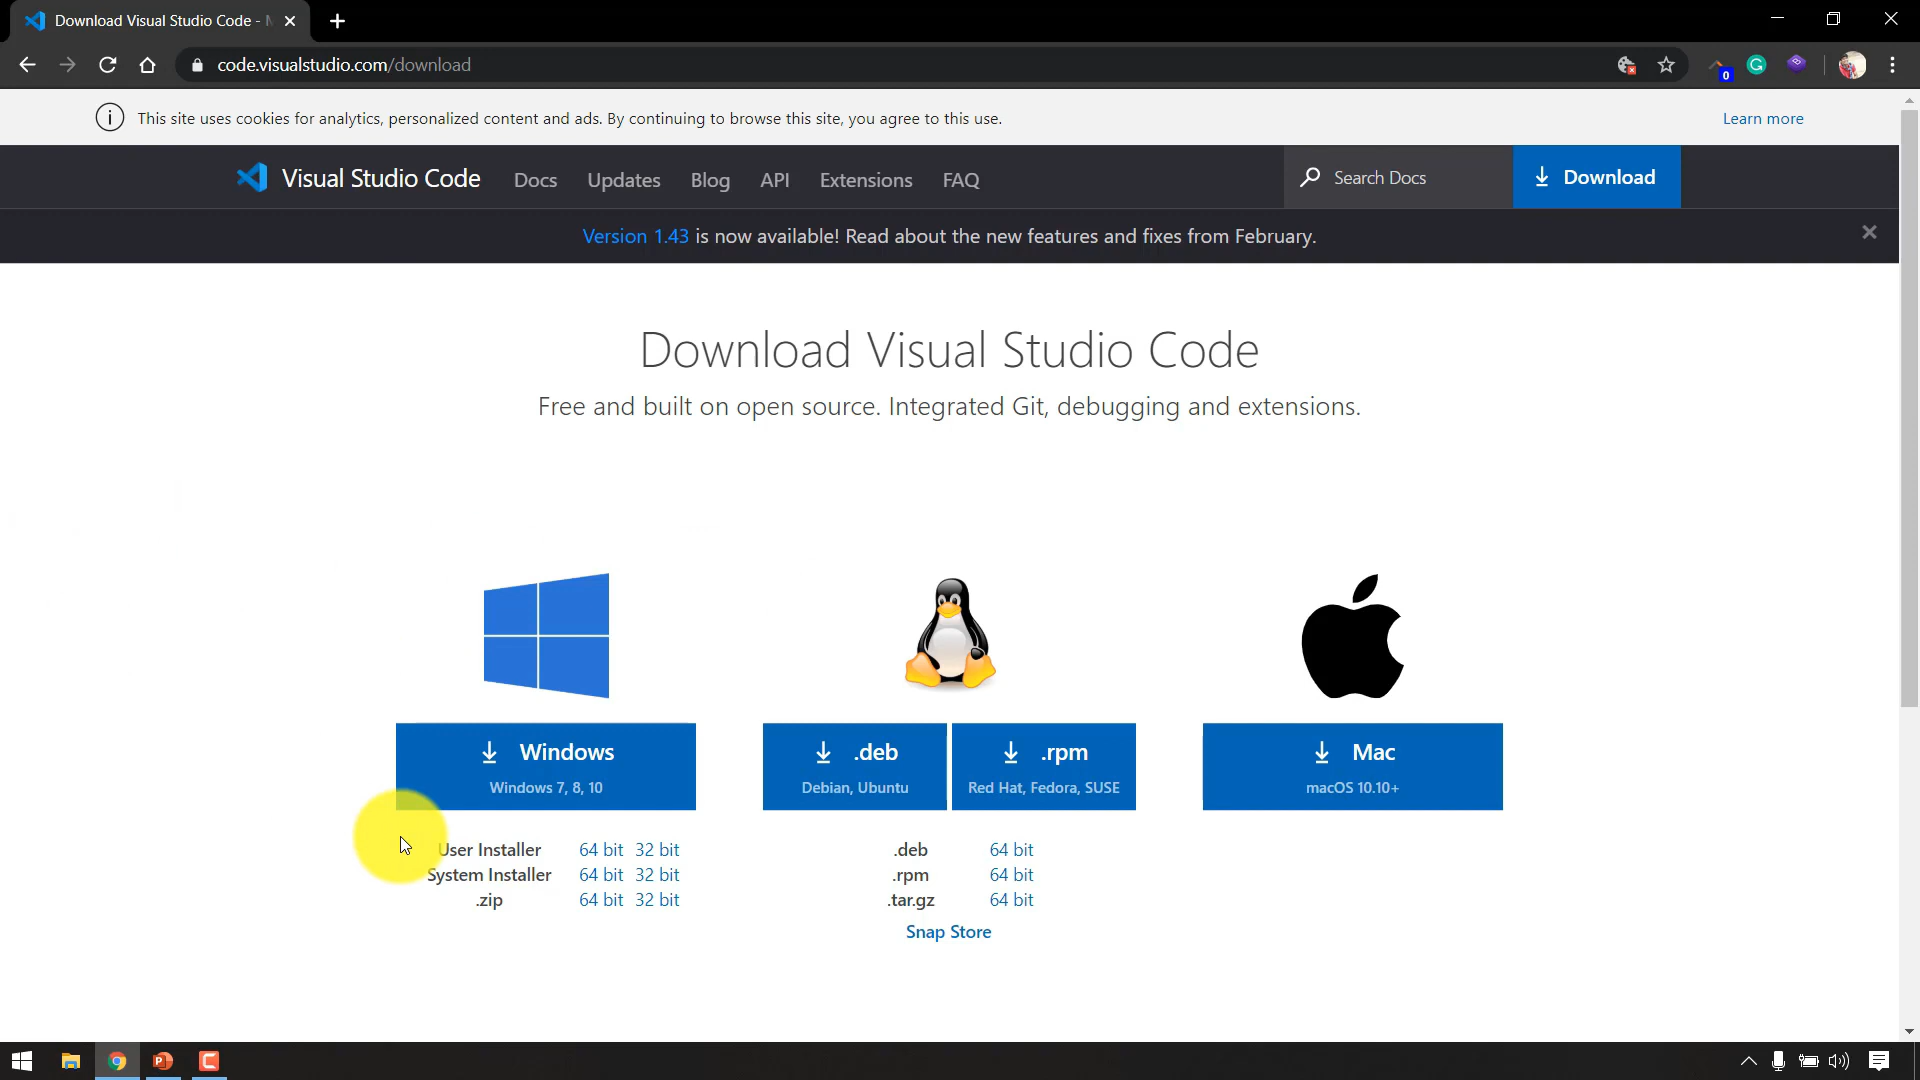 Download Visual Studio Code -
code.visualstudio.com/download
0
This site uses cookies for analytics, personalized content and ads. By continuing to browse this site, you agree to this use.
Learn more
Visual Studio Code
Docs
Updates
Blog
API
Extensions
FAQ
Search Docs
Download
Version 1.43 is now available! Read about the new features and fixes from February.
Download Visual Studio Code
Free and built on open source. Integrated Git, debugging and extensions.
Windows
Windows 7, 8, 10
.deb
Debian, Ubuntu
.rpm
Red Hat, Fedora, SUSE
Mac
macOS 10.10+
User Installer 64 bit 32 bit
System Installer 64 bit 32 bit
.zip 64 bit 32 bit
.deb 64 bit
.rpm 64 bit
.tar.gz 64 bit
Snap Store